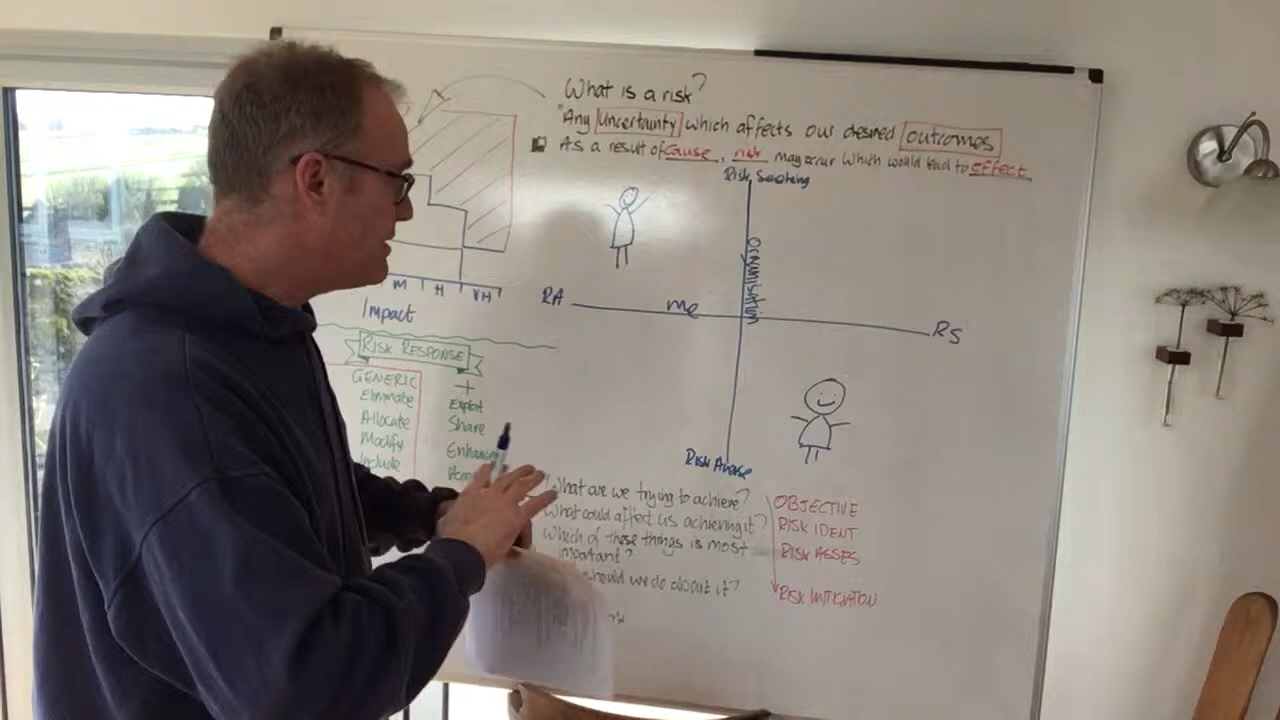 What is a risk?
"Any uncertainty which affects our desired outcomes
As a result of cause, risk may occur which would lead to effect
Risk Seeking
Organisation
RA
me
RS
Risk Averse
M H VH
Impact
RISK RESPONSE
GENERIC
Eliminate
Allocate
Modify
Include
+
Exploit
Share
Enhance
What are we trying to achieve?
What could affect us achieving it?
Which of these things is most
important?
should we do about it?
OBJECTIVE
RISK IDENT
RISK ASSES
RISK MITIGATION